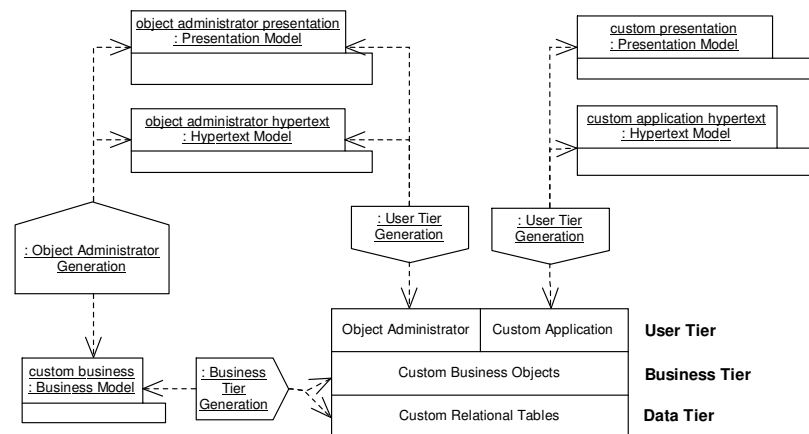 object administrator presentation
: Presentation Model
custom presentation
: Presentation Model
object administrator hypertext
: Hypertext Model
custom application hypertext
: Hypertext Model
: Object Administrator
Generation
: User Tier
Generation
: User Tier
Generation
Object Administrator
Custom Application
User Tier
custom business
: Business Model
: Business
Tier
Generation
Custom Business Objects
Business Tier
Custom Relational Tables
Data Tier